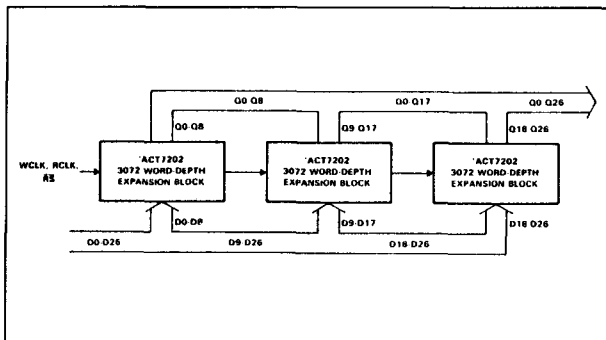 Q0-Q8
Q0-Q17
Q0-Q26
Q0-Q8
Q9-Q17
Q18-Q26
WCLK, RCLK,
RS
'ACT7202
3072 WORD-DEPTH
EXPANSION BLOCK
'ACT7202
3072 WORD-DEPTH
EXPANSION BLOCK
'ACT7202
3072 WORD-DEPTH
EXPANSION BLOCK
D0-D8
D9-D17
D18-D26
D0-D26
D9-D26
D18-D26